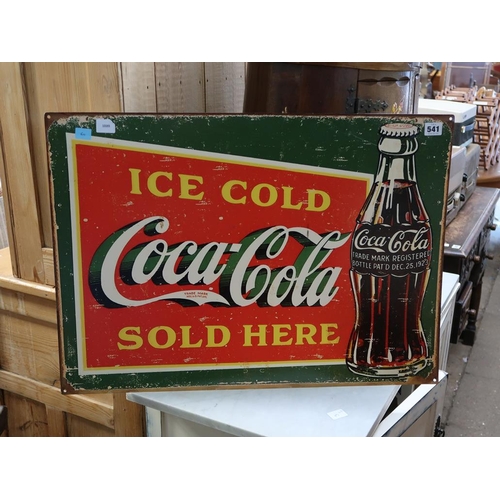 541
ICE COLD
Coca-Cola
SOLD HERE
Coca-Cola
TRADE MARK REGISTERED
BOTTLE PAT'D DEC. 25, 1923